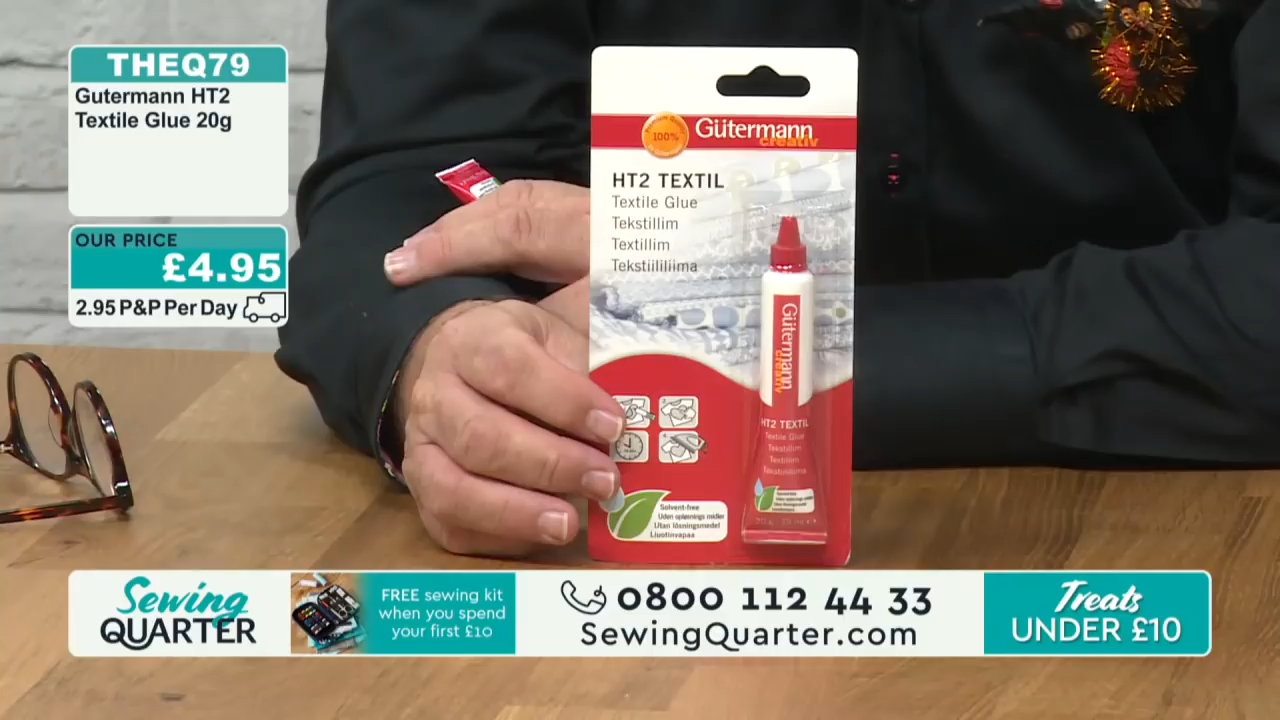 THEQ79
Gutermann HT2
Textile Glue 20g
OUR PRICE
£4.95
2.95 P&P Per Day
100%
Gütermann
creativ
HT2 TEXTIL
Textile Glue
Tekstillim
Textillim
Tekstiililiima
Gütermann
creativ
HT2 TEXTIL
Textile Glue
Tekstillim
Textillim
Tekstiililiima
Solvent-free
Uden opløsnings midler
Utan lösningsmedel
Liuotinvapaa
Sewing
QUARTER
FREE sewing kit
when you spend
your first £10
0800 112 44 33
SewingQuarter.com
Treats
UNDER £10